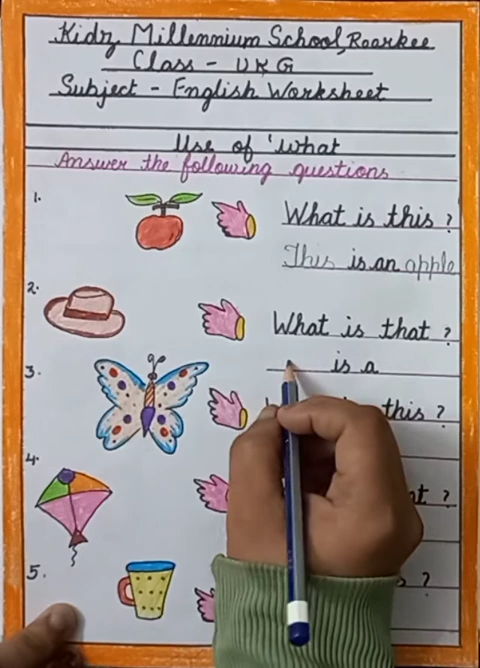 Kidz Millennium School, Roarkee
Class - UKG
Subject - English Worksheet
Use of 'what
Answer the following questions
1.
What is this ?
This is an apple
2.
What is that ?
is a
3.
this ?
4.
?
5.
?